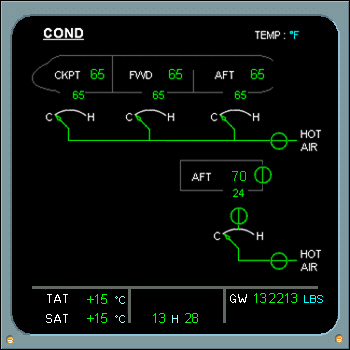 COND TEMP : °F
CKPT 65 FWD 65 AFT 65
65 65 65
C H C H C H
HOT
AIR
AFT 70
24
C H
HOT
AIR
TAT +15 °C GW 132213 LBS
SAT +15 °C 13 H 28